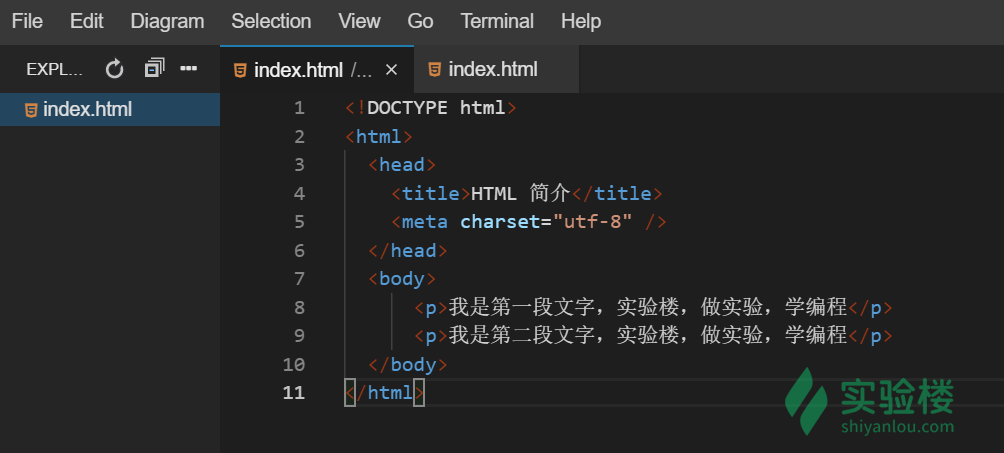 File Edit Diagram Selection View Go Terminal Help
EXPL... index.html /... × index.html
index.html
1 <!DOCTYPE html>
2 <html>
3 <head>
4 <title>HTML 简介</title>
5 <meta charset="utf-8" />
6 </head>
7 <body>
8 <p>我是第一段文字，实验楼，做实验，学编程</p>
9 <p>我是第二段文字，实验楼，做实验，学编程</p>
10 </body>
11 </html>
实验楼
shiyanlou.com